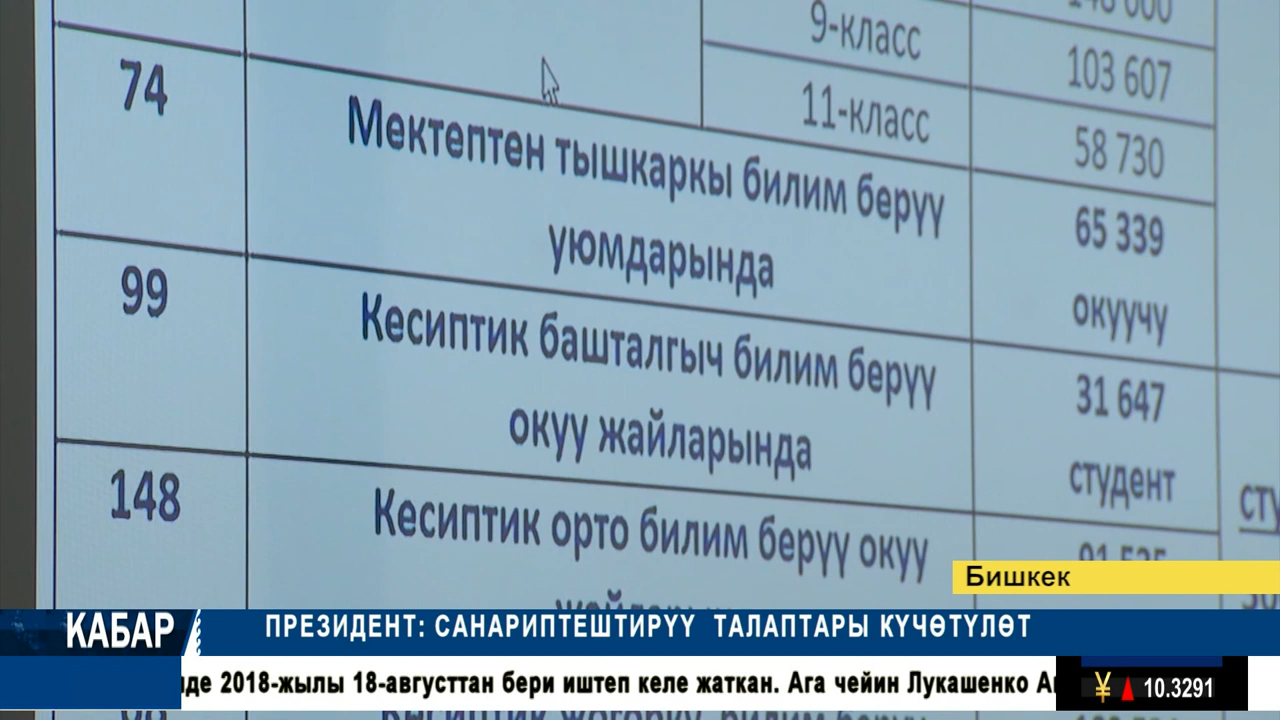 9-класс
103 607
11-класс
58 730
74
Мектептен тышкаркы билим берүү
уюмдарында
65 339
окуучу
99
Кесиптик башталгыч билим берүү
окуу жайларында
31 647
студент
148
Кесиптик орто билим берүү окуу
Бишкек
КАБАР
ПРЕЗИДЕНТ: САНАРИПТЕШТИРҮҮ ТАЛАПТАРЫ КҮЧӨТҮЛӨТ
2018-жылы 18-августтан бери иштеп келе жаткан. Ага чейин Лукашенко
¥ ▲ 10.3291